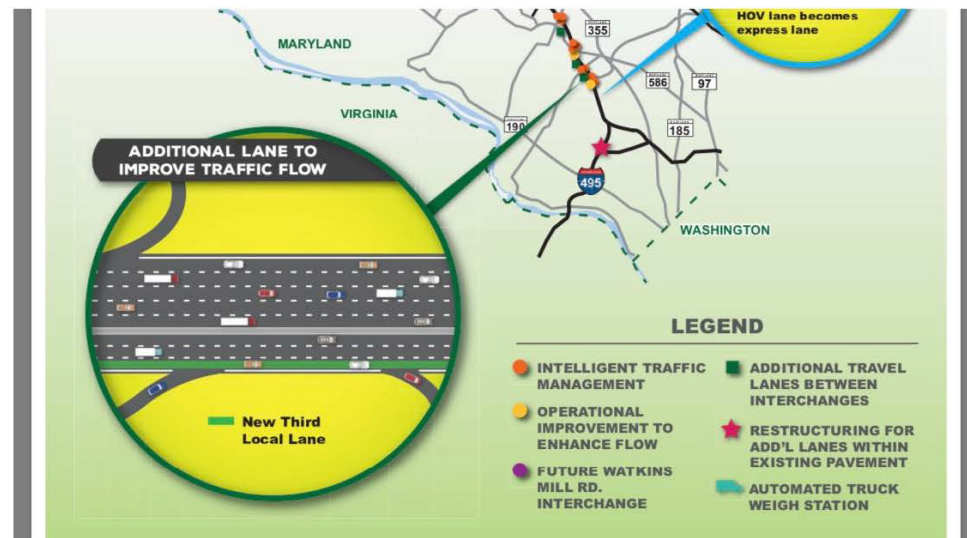 HOV lane becomes
express lane
355
MARYLAND
586
97
VIRGINIA
190
185
ADDITIONAL LANE TO
IMPROVE TRAFFIC FLOW
495
WASHINGTON
New Third
Local Lane
LEGEND
INTELLIGENT TRAFFIC
MANAGEMENT
OPERATIONAL
IMPROVEMENT TO
ENHANCE FLOW
FUTURE WATKINS
MILL RD.
INTERCHANGE
ADDITIONAL TRAVEL
LANES BETWEEN
INTERCHANGES
RESTRUCTURING FOR
ADD'L LANES WITHIN
EXISTING PAVEMENT
AUTOMATED TRUCK
WEIGH STATION